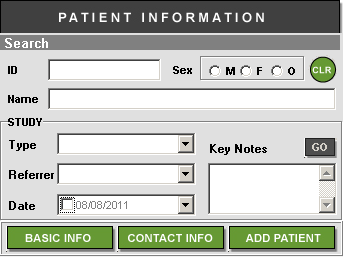 PATIENT INFORMATION
Search
ID Sex M F O CLR
Name
STUDY
Type Key Notes GO
Referrer
Date 08/08/2011
BASIC INFO CONTACT INFO ADD PATIENT